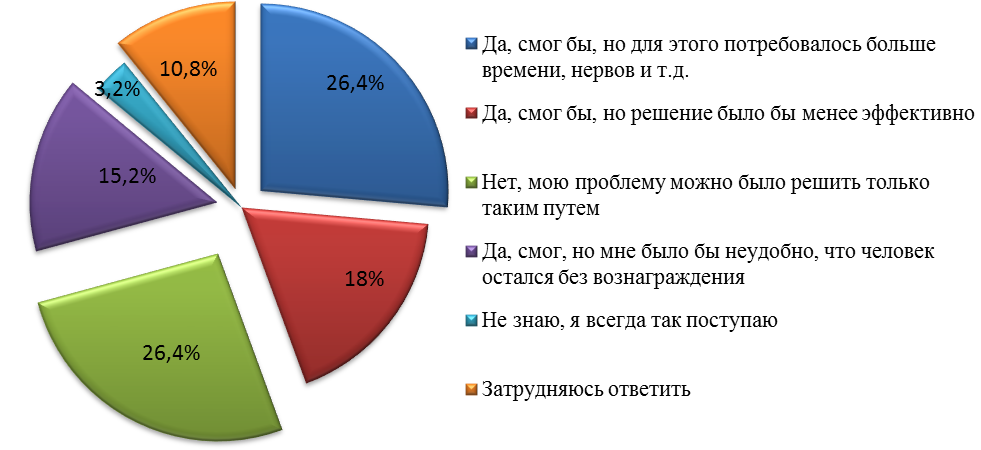 26,4%
18%
26,4%
15,2%
3,2%
10,8%
Да, смог бы, но для этого потребовалось больше
времени, нервов и т.д.
Да, смог бы, но решение было бы менее эффективно
Нет, мою проблему можно было решить только
таким путем
Да, смог, но мне было бы неудобно, что человек
остался без вознаграждения
Не знаю, я всегда так поступаю
Затрудняюсь ответить